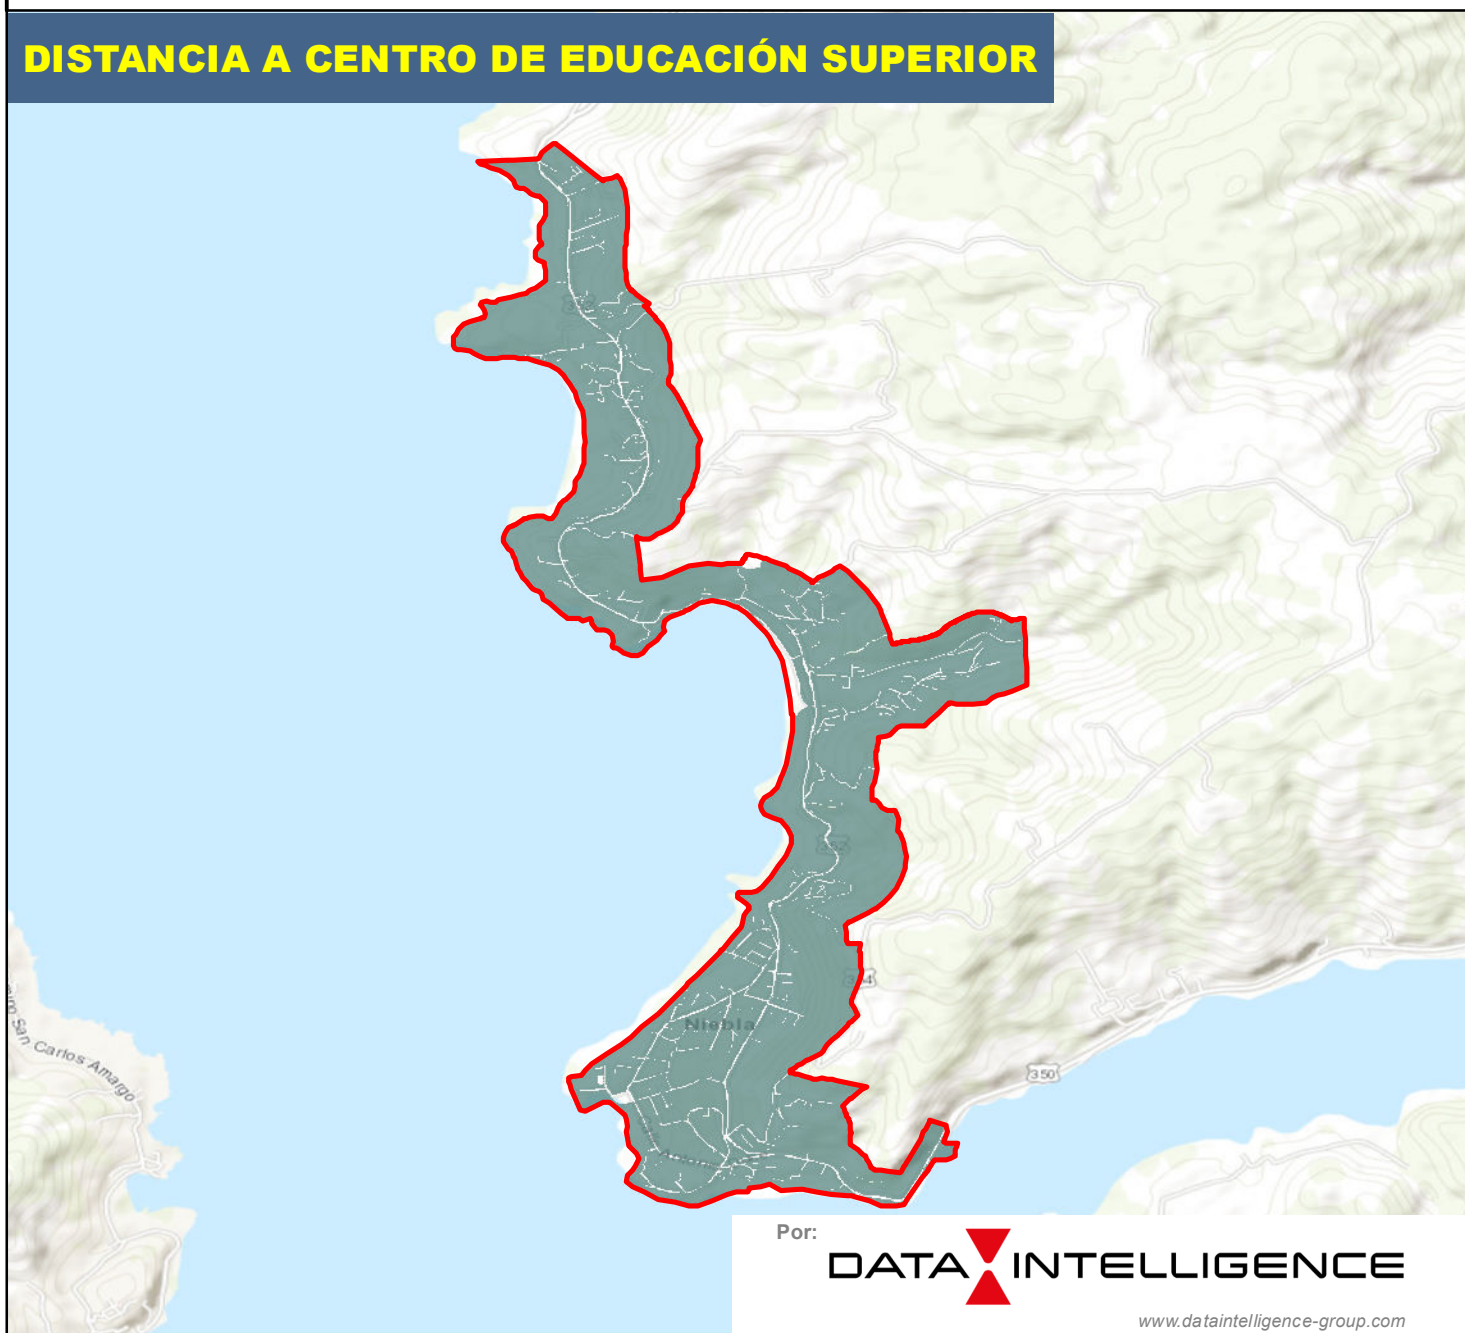 DISTANCIA A CENTRO DE EDUCACIÓN SUPERIOR
Niebla
San Carlos Amargo
350
Por:
DATA INTELLIGENCE
www.dataintelligence-group.com